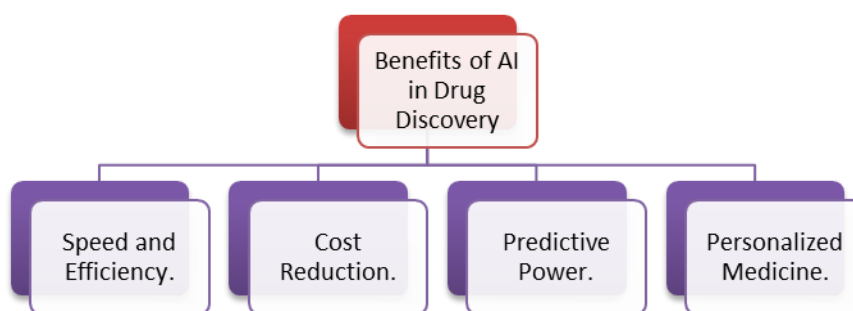 Benefits of AI
in Drug
Discovery
Speed and
Efficiency.
Cost
Reduction.
Predictive
Power.
Personalized
Medicine.